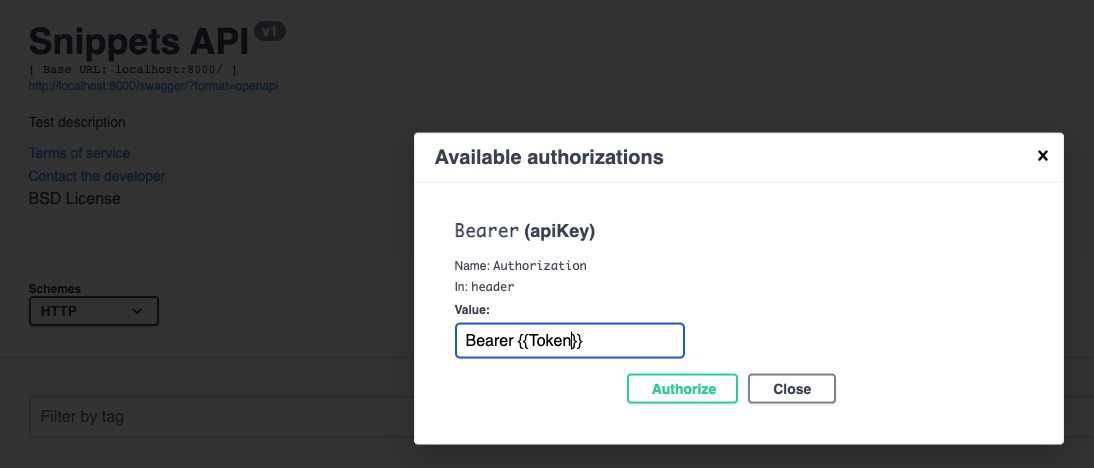 Snippets API v1
[ Base URL: localhost:8000/ ]
http://localhost:8000/swagger/?format=openapi
Test description
Terms of service
Contact the developer
BSD License
Schemes
HTTP
Filter by tag
Available authorizations
×
Bearer (apiKey)
Name: Authorization
In: header
Value:
Bearer {{Token}}
Authorize Close